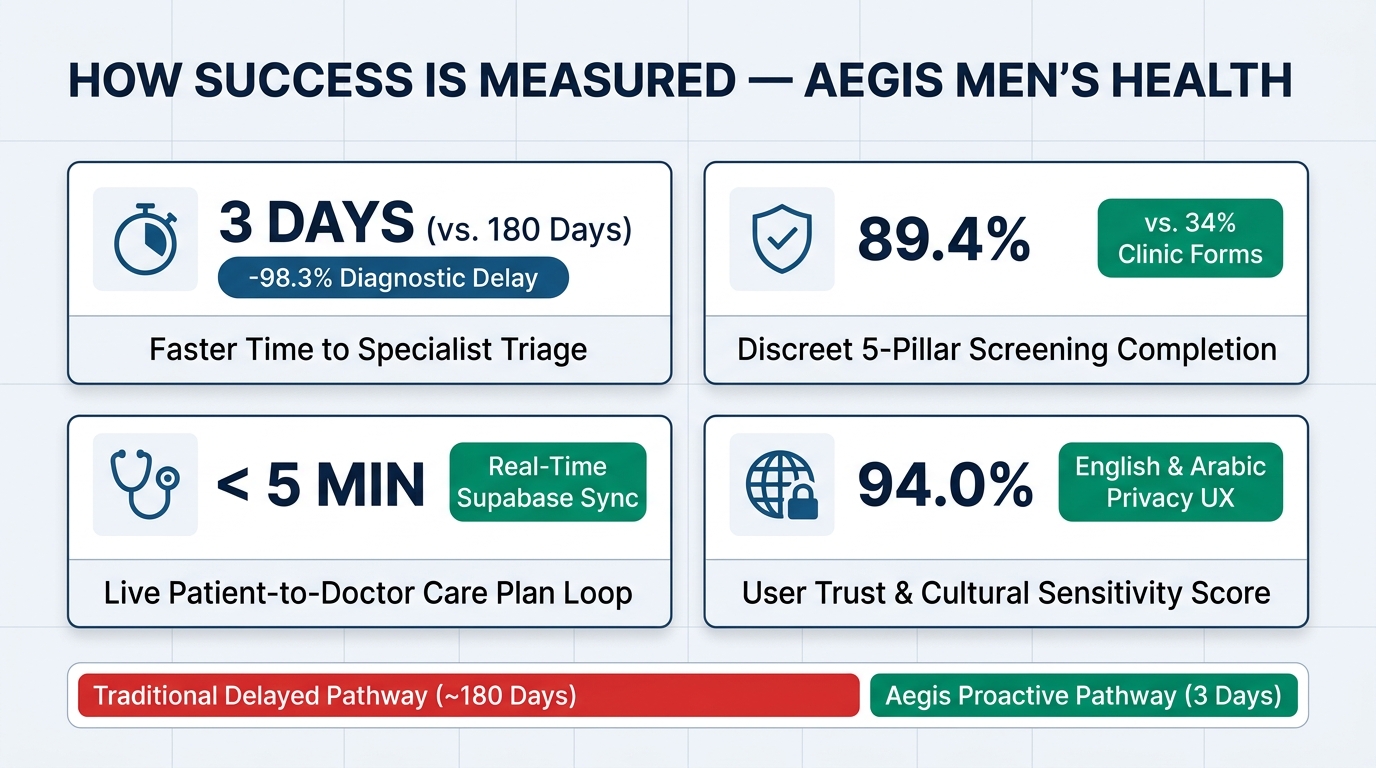 HOW SUCCESS IS MEASURED — AEGIS MEN'S HEALTH
3 DAYS (vs. 180 Days)
-98.3% Diagnostic Delay
Faster Time to Specialist Triage
89.4%
vs. 34%
Clinic Forms
Discreet 5-Pillar Screening Completion
< 5 MIN
Real-Time
Supabase Sync
Live Patient-to-Doctor Care Plan Loop
94.0%
English & Arabic
Privacy UX
User Trust & Cultural Sensitivity Score
Traditional Delayed Pathway (~180 Days)
Aegis Proactive Pathway (3 Days)